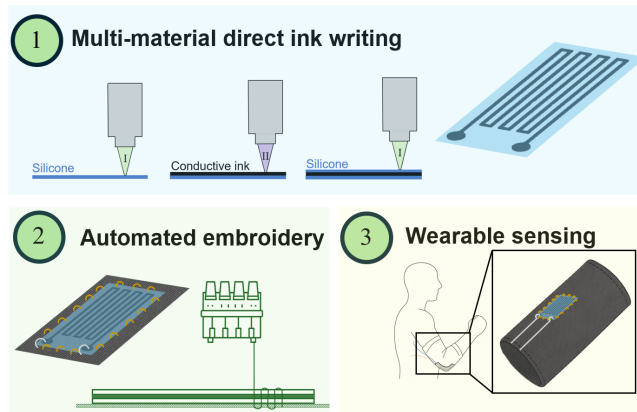 1 Multi-material direct ink writing
I
II
I
Silicone
Conductive ink
Silicone
2 Automated embroidery
3 Wearable sensing